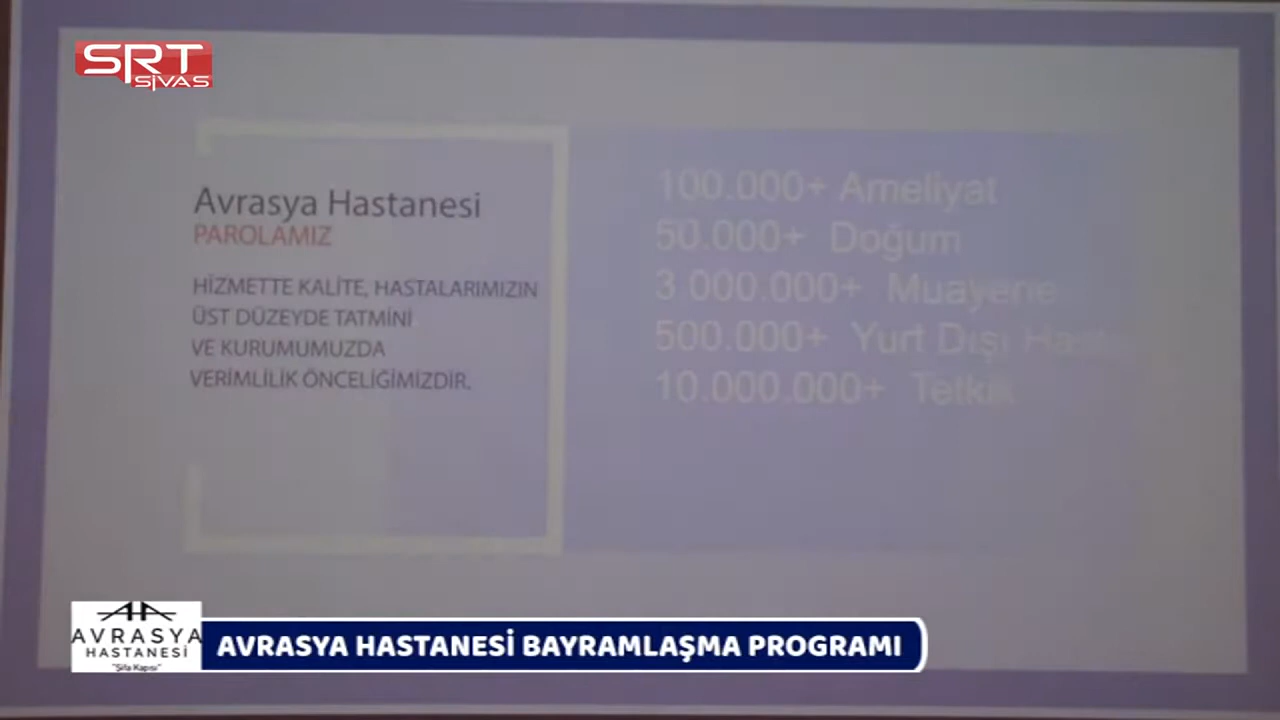 SRT
SİVAS
Avrasya Hastanesi
PAROLAMIZ
HİZMETTE KALİTE, HASTALARIMIZIN
ÜST DÜZEYDE TATMİNİ
VE KURUMUMUZDA
VERİMLİLİK ÖNCELİĞİMİZDİR.
100.000+ Ameliyat
50.000+ Doğum
3 000.000+ Muayene
500.000+ Yurt Dışı
10.000.000+ Tetkik
AVRASYA
HASTANESİ
"Şifa Kapısı"
AVRASYA HASTANESİ BAYRAMLAŞMA PROGRAMI